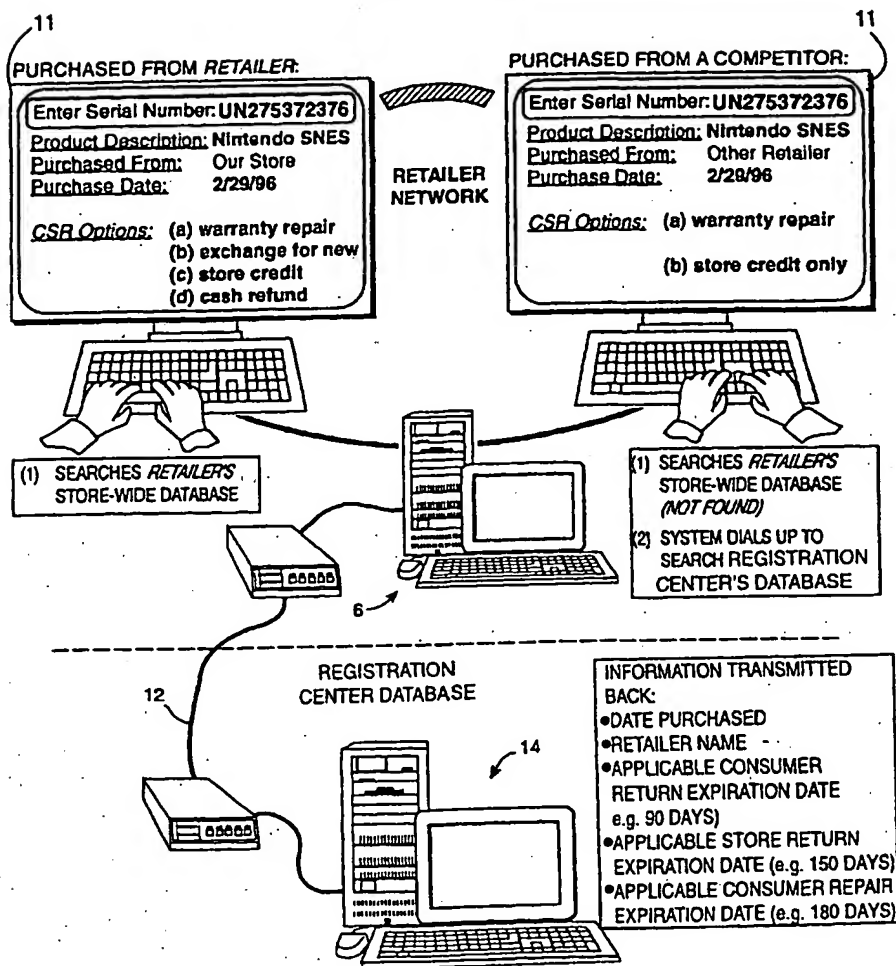 11
11
PURCHASED FROM RETAILER:
Enter Serial Number: UN275372376
Product Description: Nintendo SNES
Purchased From: Our Store
Purchase Date: 2/29/96
CSR Options: (a) warranty repair
(b) exchange for new
(c) store credit
(d) cash refund
RETAILER
NETWORK
PURCHASED FROM A COMPETITOR:
Enter Serial Number: UN275372376
Product Description: Nintendo SNES
Purchased From: Other Retailer
Purchase Date: 2/29/96
CSR Options: (a) warranty repair
(b) store credit only
(1) SEARCHES RETAILER'S
STORE-WIDE DATABASE
(1) SEARCHES RETAILER'S
STORE-WIDE DATABASE
(NOT FOUND)
(2) SYSTEM DIALS UP TO
SEARCH REGISTRATION
CENTER'S DATABASE
6
12
REGISTRATION
CENTER DATABASE
14
INFORMATION TRANSMITTED
BACK:
•DATE PURCHASED
•RETAILER NAME
•APPLICABLE CONSUMER
RETURN EXPIRATION DATE
e.g. 90 DAYS)
•APPLICABLE STORE RETURN
EXPIRATION DATE (e.g. 150 DAYS)
•APPLICABLE CONSUMER REPAIR
EXPIRATION DATE (e.g. 180 DAYS)